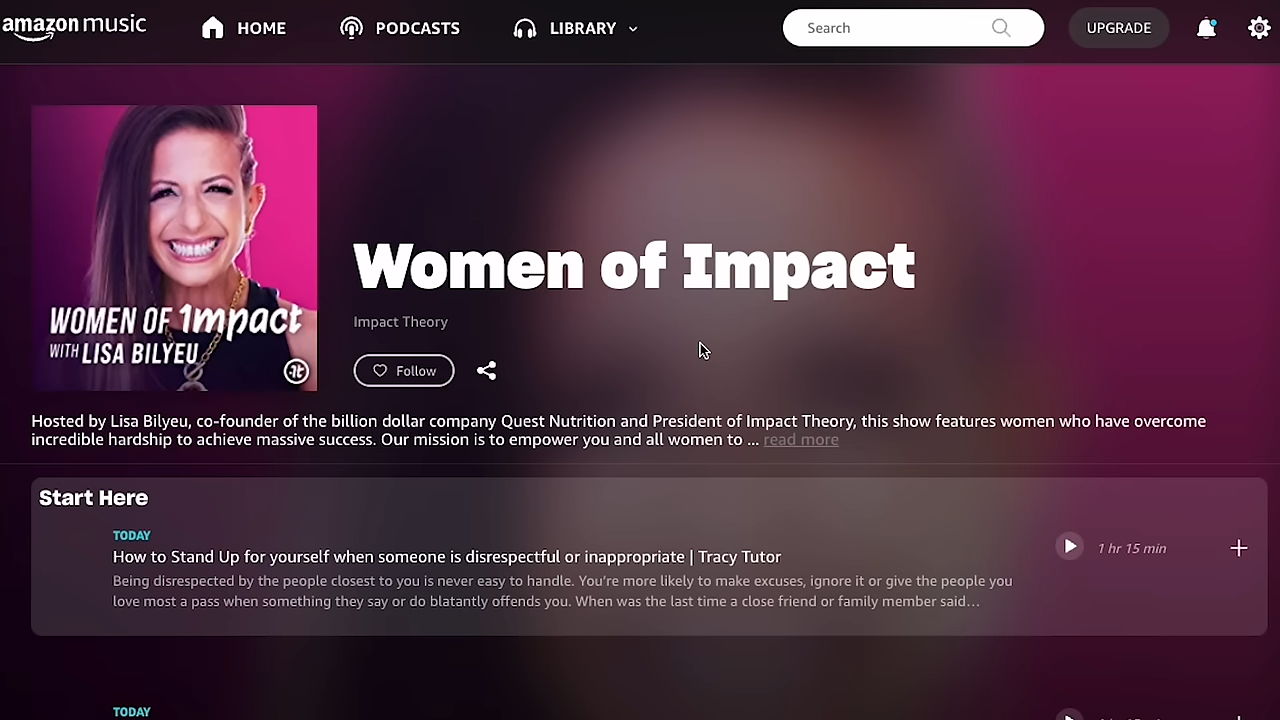 amazon music
HOME
PODCASTS
LIBRARY
Search
UPGRADE
WOMEN OF 1mpact
WITH LISA BILYEU
Women of Impact
Impact Theory
Follow
Hosted by Lisa Bilyeu, co-founder of the billion dollar company Quest Nutrition and President of Impact Theory, this show features women who have overcome
incredible hardship to achieve massive success. Our mission is to empower you and all women to ... read more
Start Here
TODAY
How to Stand Up for yourself when someone is disrespectful or inappropriate | Tracy Tutor
1 hr 15 min
Being disrespected by the people closest to you is never easy to handle. You're more likely to make excuses, ignore it or give the people you
love most a pass when something they say or do blatantly offends you. When was the last time a close friend or family member said...
TODAY